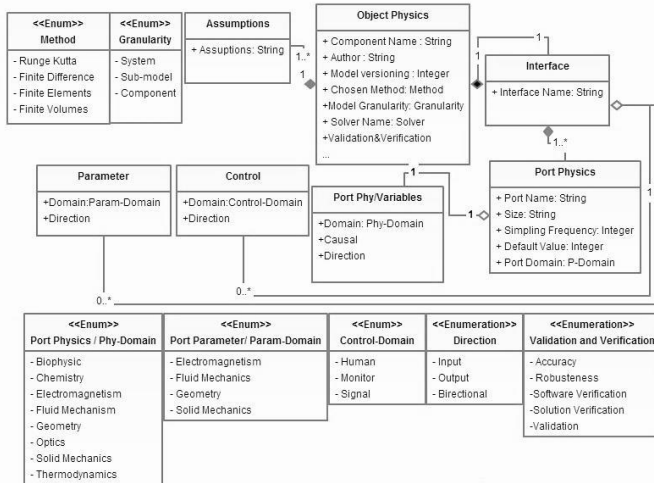 <<Enum>>
Method
- Runge Kutta
- Finite Difference
- Finite Elements
- Finite Volumes
<<Enum>>
Granularity
- System
- Sub-model
- Component
Assumptions
+ Assuptions: String
1..*
1
Object Physics
+ Component Name : String
+ Author : String
+ Model versioning : Integer
+ Chosen Method: Method
+Model Granularity: Granularity
+ Solver Name: Solver
+Validation&Verification
...
1
1
Interface
+ Interface Name: String
1..*
1
Parameter
+Domain:Param-Domain
+Direction
0..*
Control
+Domain:Control-Domain
+Direction
0..*
1
Port Phy/Variables
+Domain: Phy-Domain
+Causal
+Direction
1
Port Physics
+ Port Name: String
+ Size: String
+ Simpling Frequency: Integer
+ Default Value: Integer
+ Port Domain: P-Domain
<<Enum>>
Port Physics / Phy-Domain
- Biophysic
- Chemistry
- Electromagnetism
- Fluid Mechanism
- Geometry
- Optics
- Solid Mechanics
- Thermodynamics
<<Enum>>
Port Parameter/ Param-Domain
- Electromagnetism
- Fluid Mechanics
- Geometry
- Solid Mechanics
<<Enum>>
Control-Domain
- Human
- Monitor
- Signal
<<Enumeration>>
Direction
- Input
- Output
- Birectional
<<Enumeration>>
Validation and Verification
- Accuracy
- Robusteness
-Software Verification
-Solution Verification
-Validation